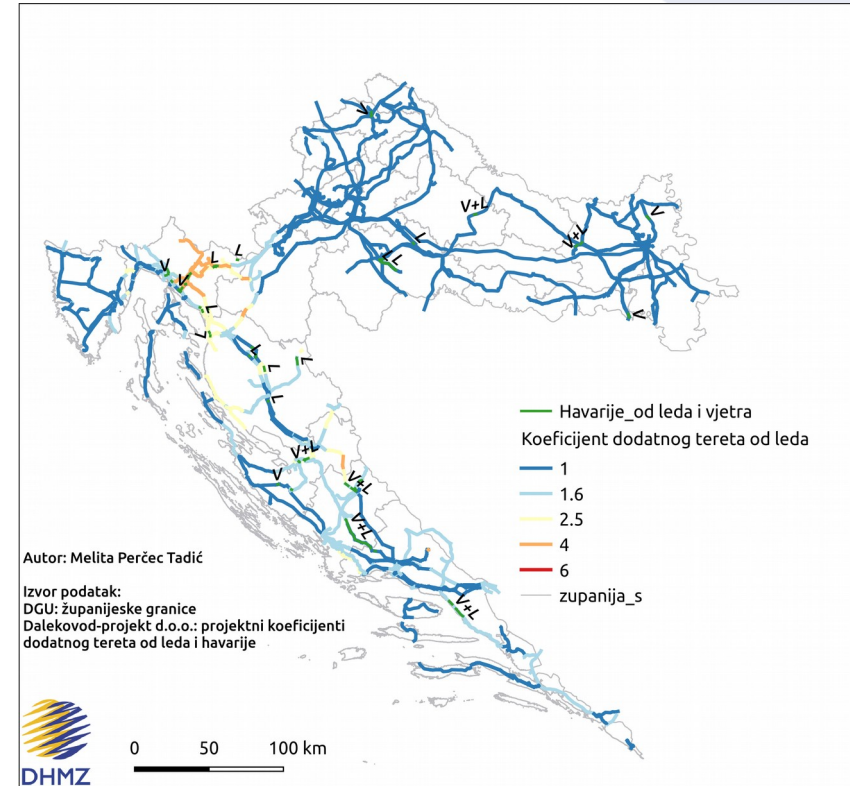 V
V+L
V
V+L
L
L
L
V
L
L
V
V
L
L
L
L
L
L
V+L
V
V+L
V+L
V+L
Havarije_od leda i vjetra
Koeficijent dodatnog tereta od leda
1
1.6
2.5
4
6
zupanija_s
Autor: Melita Perčec Tadić
Izvor podatak:
DGU: županijeske granice
Dalekovod-projekt d.o.o.: projektni koeficijenti
dodatnog tereta od leda i havarije
0 50 100 km
DHMZ